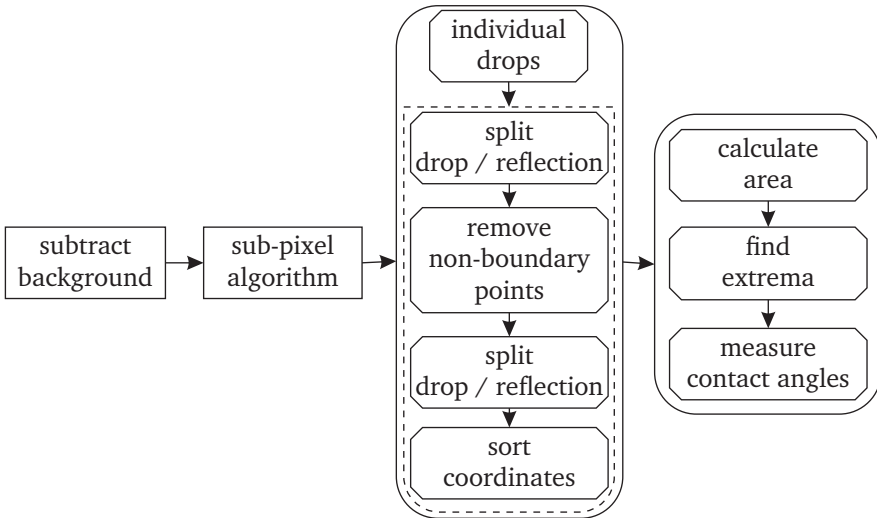 subtract
background
sub-pixel
algorithm
individual
drops
split
drop / reflection
remove
non-boundary
points
split
drop / reflection
sort
coordinates
calculate
area
find
extrema
measure
contact angles